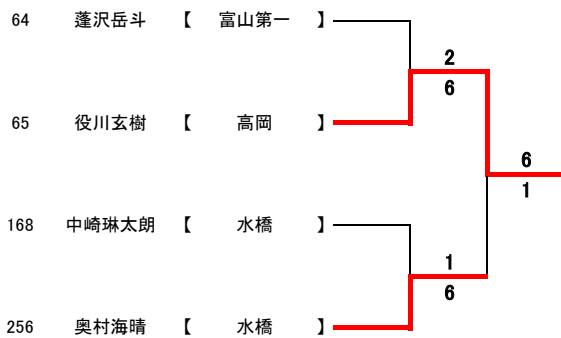 64 蓬沢岳斗 【 富山第一 】
2
6
65 役川玄樹 【 高岡 】
6
1
168 中崎琳太朗 【 水橋 】
1
6
256 奥村海晴 【 水橋 】